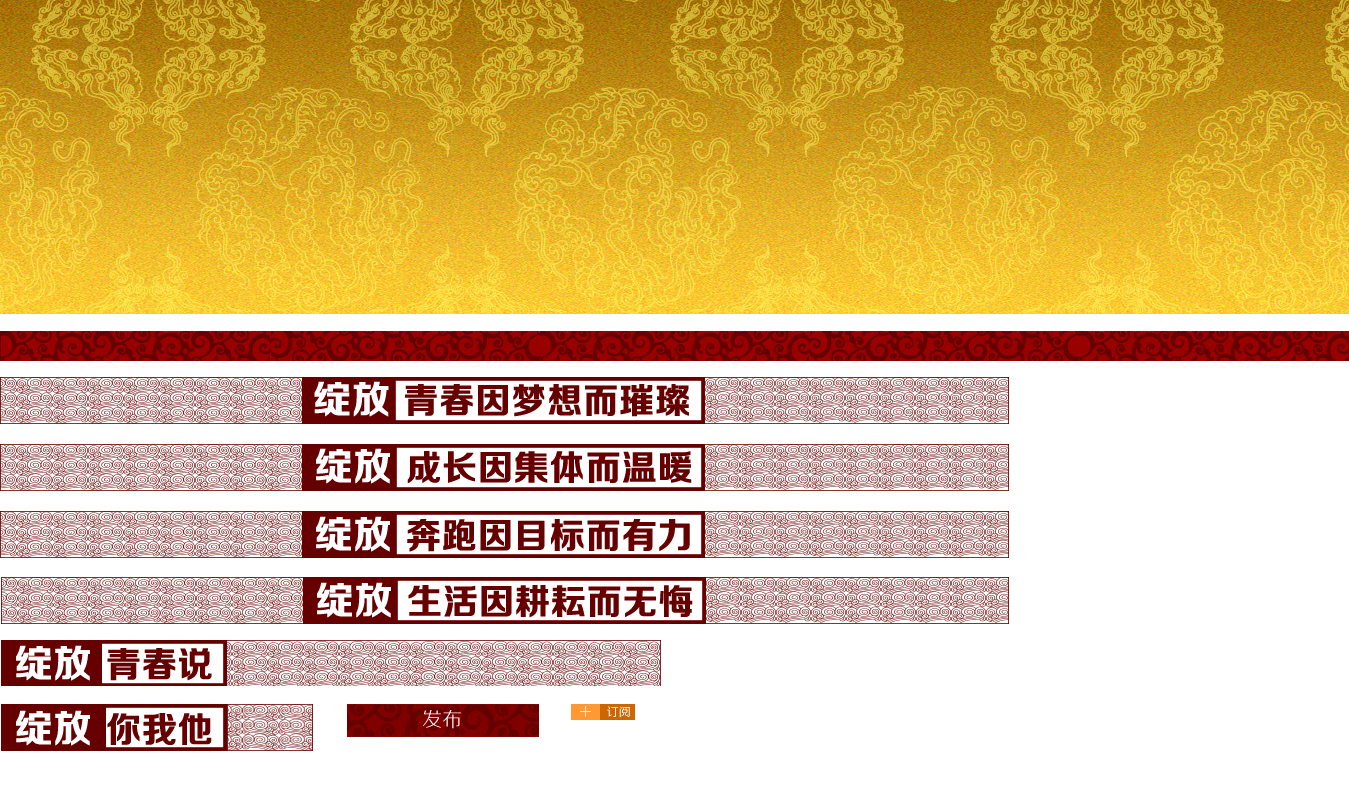 绽放 青春因梦想而璀璨
绽放 成长因集体而温暖
绽放 奔跑因目标而有力
绽放 生活因耕耘而无悔
绽放 青春说
绽放 你我他
发布
+ 订阅